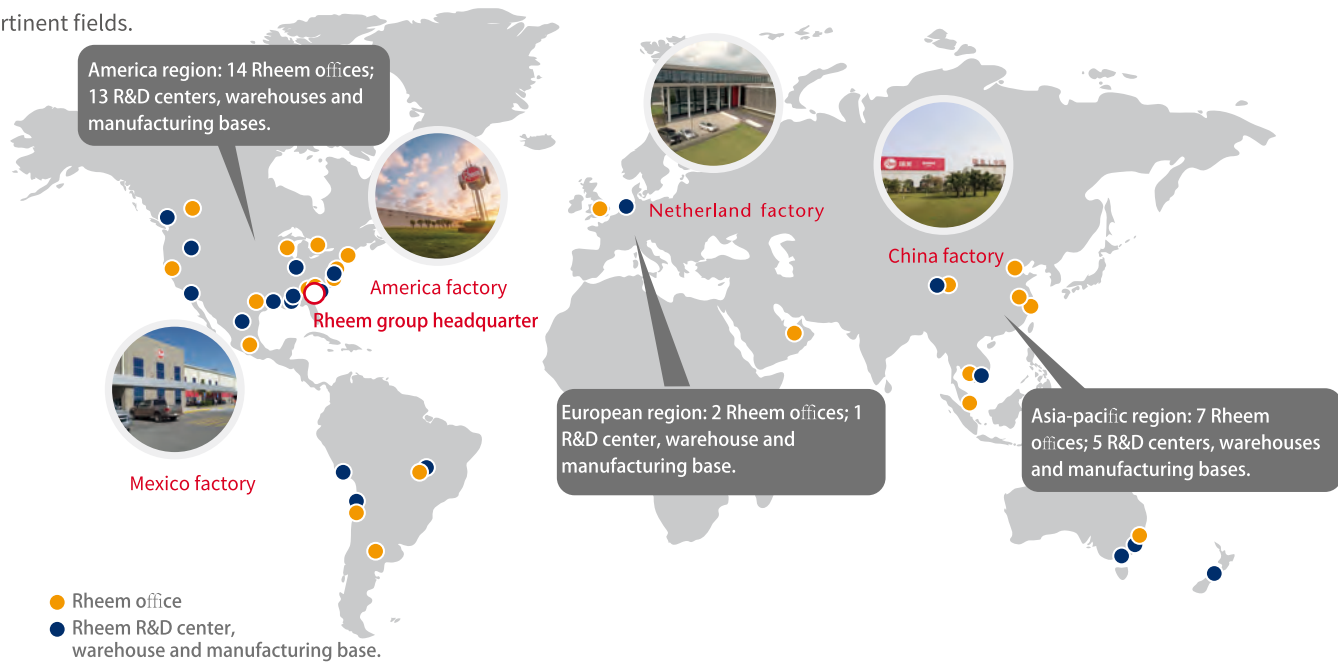 rtinent fields.
America region: 14 Rheem offices;
13 R&D centers, warehouses and
manufacturing bases.
America factory
Rheem group headquarter
Mexico factory
Netherland factory
China factory
European region: 2 Rheem offices; 1
R&D center, warehouse and
manufacturing base.
Asia-pacific region: 7 Rheem
offices; 5 R&D centers, warehouses
and manufacturing bases.
Rheem office
Rheem R&D center,
warehouse and manufacturing base.